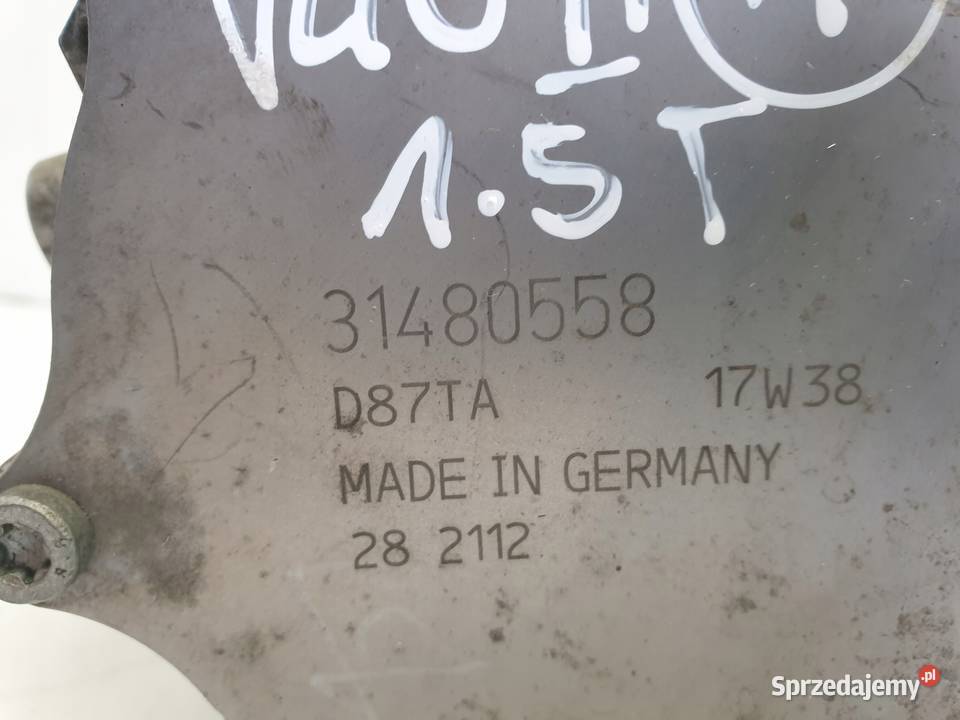 1.5T
31480558
D87TA 17W38
MADE IN GERMANY
28 2112
Sprzedajemy.pl